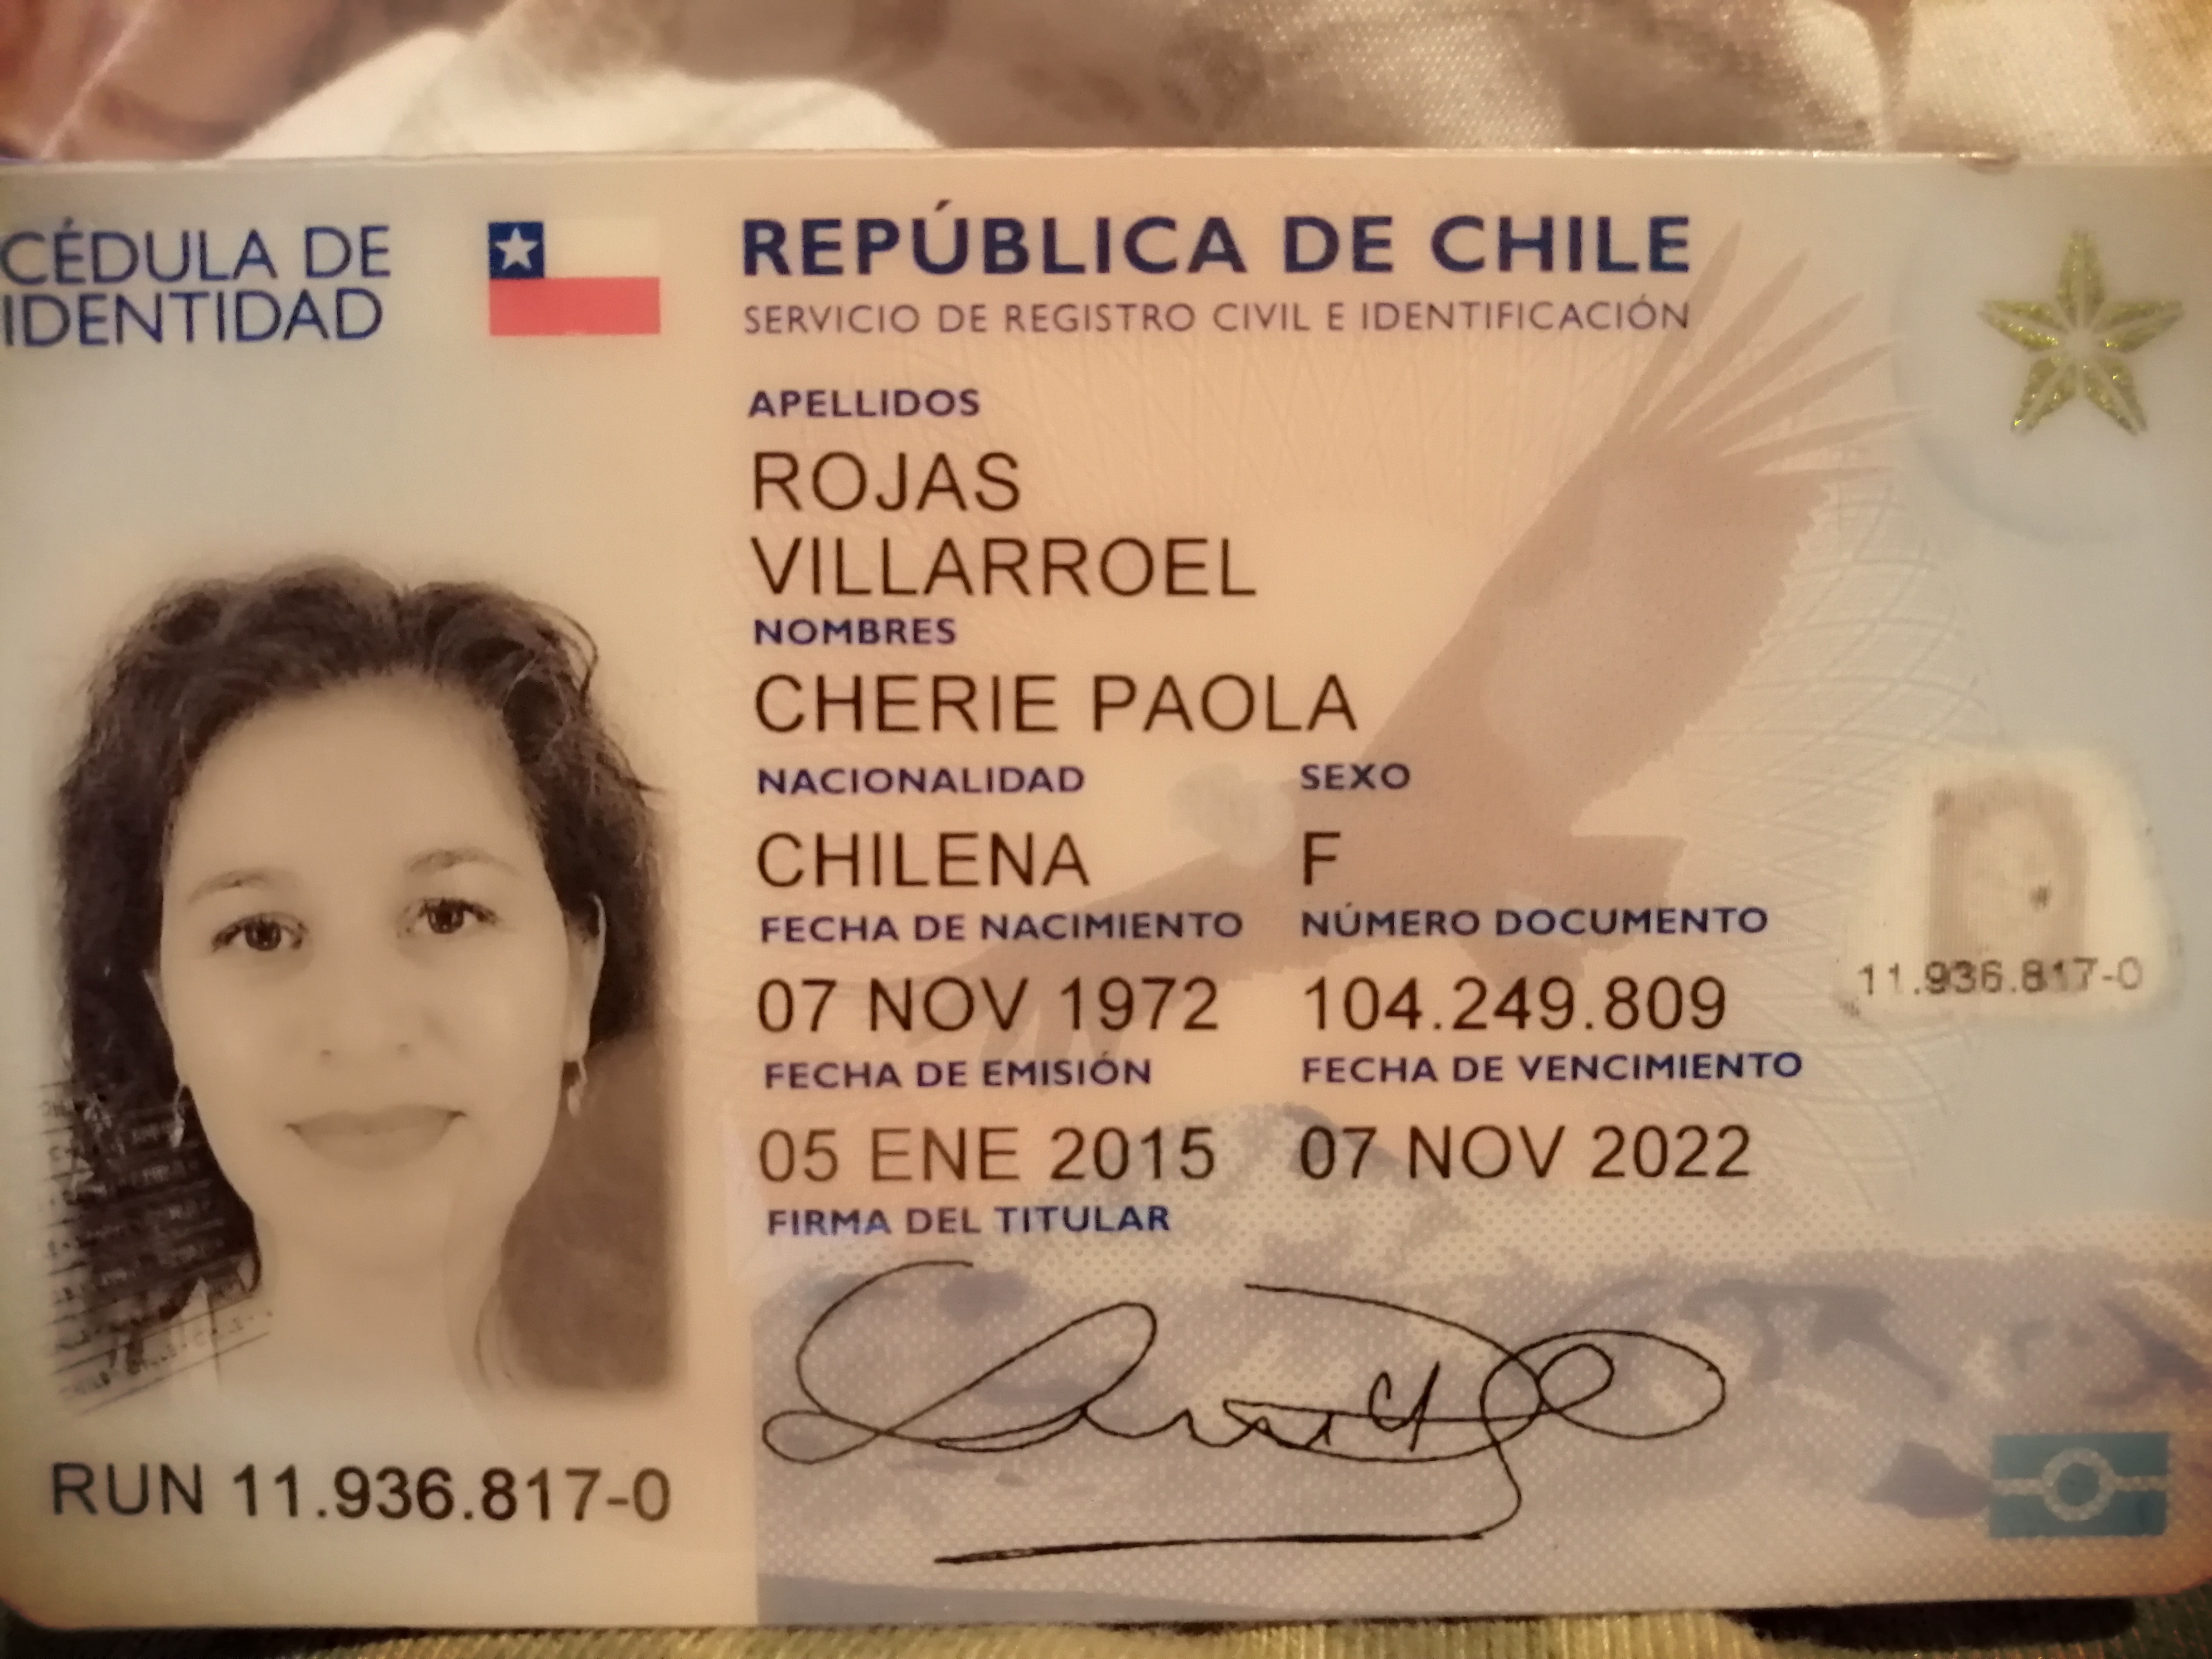 CÉDULA DE
IDENTIDAD
REPÚBLICA DE CHILE
SERVICIO DE REGISTRO CIVIL E IDENTIFICACIÓN
APELLIDOS
ROJAS
VILLARROEL
NOMBRES
CHERIE PAOLA
NACIONALIDAD SEXO
CHILENA F
FECHA DE NACIMIENTO NÚMERO DOCUMENTO
07 NOV 1972 104.249.809
11.936.817-0
FECHA DE EMISIÓN FECHA DE VENCIMIENTO
05 ENE 2015 07 NOV 2022
FIRMA DEL TITULAR
RUN 11.936.817-0